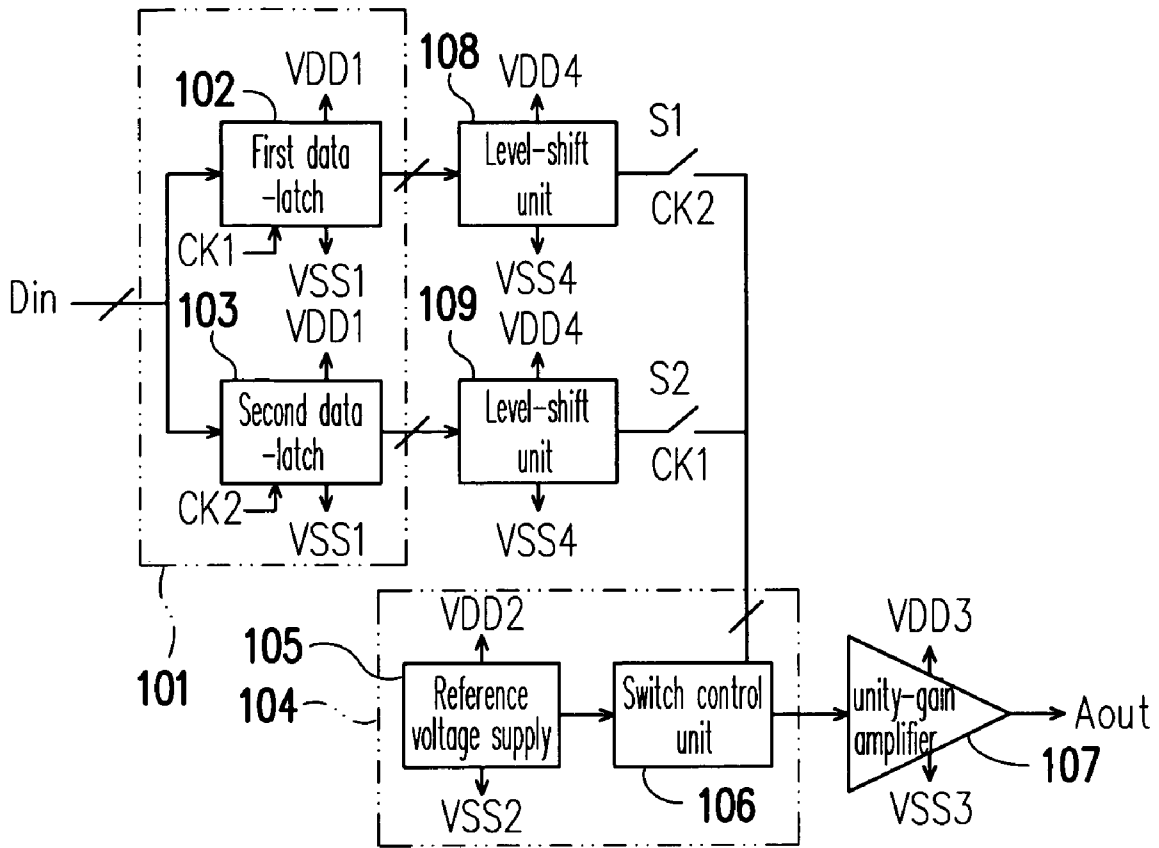 VDD1
102
First data
-latch
CK1
VSS1
108
VDD4
Level-shift
unit
VSS4
S1
CK2
Din
103
VDD1
Second data
-latch
CK2
VSS1
109
VDD4
Level-shift
unit
VSS4
S2
CK1
101
104
105
VDD2
Reference
voltage supply
VSS2
Switch control
unit
106
VDD3
unity-gain
amplifier
VSS3
107
Aout